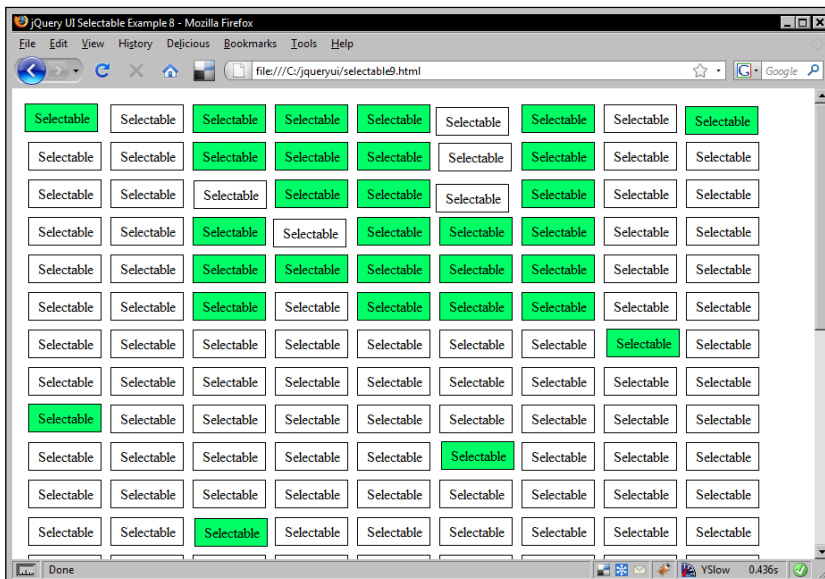 jQuery UI Selectable Example 8 - Mozilla Firefox
File Edit View History Delicious Bookmarks Tools Help
file:///C:/jqueryui/selectable9.html G Google
Selectable Selectable Selectable Selectable Selectable Selectable Selectable Selectable Selectable
Selectable Selectable Selectable Selectable Selectable Selectable Selectable Selectable Selectable
Selectable Selectable Selectable Selectable Selectable Selectable Selectable Selectable Selectable
Selectable Selectable Selectable Selectable Selectable Selectable Selectable Selectable Selectable
Selectable Selectable Selectable Selectable Selectable Selectable Selectable Selectable Selectable
Selectable Selectable Selectable Selectable Selectable Selectable Selectable Selectable Selectable
Selectable Selectable Selectable Selectable Selectable Selectable Selectable Selectable Selectable
Selectable Selectable Selectable Selectable Selectable Selectable Selectable Selectable Selectable
Selectable Selectable Selectable Selectable Selectable Selectable Selectable Selectable Selectable
Selectable Selectable Selectable Selectable Selectable Selectable Selectable Selectable Selectable
Selectable Selectable Selectable Selectable Selectable Selectable Selectable Selectable Selectable
Selectable Selectable Selectable Selectable Selectable Selectable Selectable Selectable Selectable
Done YSlow 0.436s